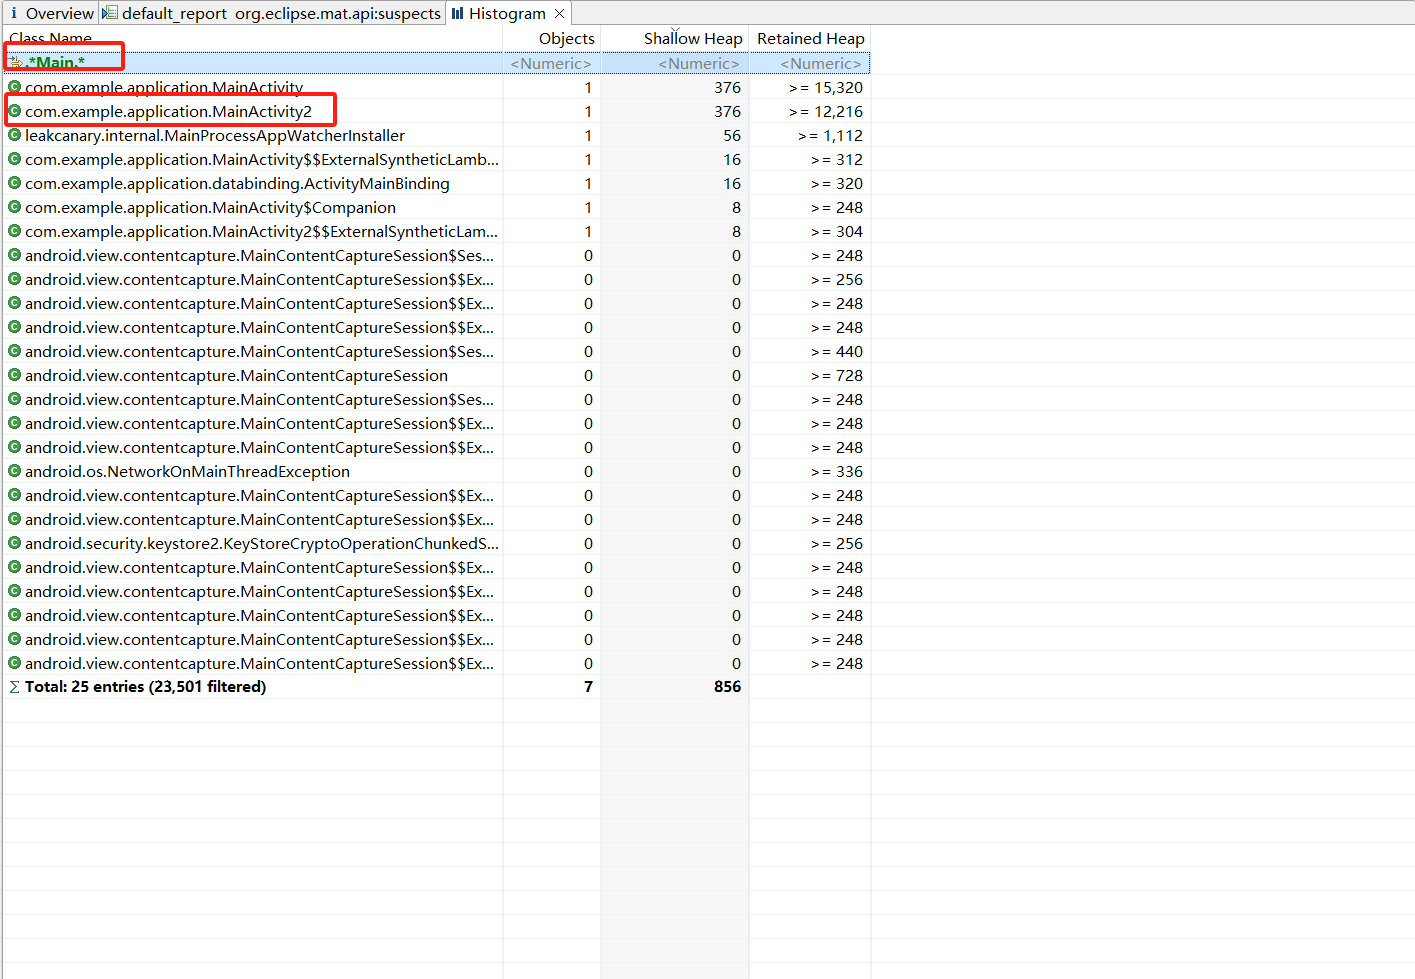 i Overview default_report org.eclipse.mat.api:suspects Histogram
Class Name Objects Shallow Heap Retained Heap
.*Main.* <Numeric> <Numeric> <Numeric>
com.example.application.MainActivity 1 376 >= 15,320
com.example.application.MainActivity2 1 376 >= 12,216
leakcanary.internal.MainProcessAppWatcherInstaller 1 56 >= 1,112
com.example.application.MainActivity$$ExternalSyntheticLamb... 1 16 >= 312
com.example.application.databinding.ActivityMainBinding 1 16 >= 320
com.example.application.MainActivity$Companion 1 8 >= 248
com.example.application.MainActivity2$$ExternalSyntheticLam... 1 8 >= 304
android.view.contentcapture.MainContentCaptureSession$Ses... 0 0 >= 248
android.view.contentcapture.MainContentCaptureSession$$Ex... 0 0 >= 256
android.view.contentcapture.MainContentCaptureSession$$Ex... 0 0 >= 248
android.view.contentcapture.MainContentCaptureSession$$Ex... 0 0 >= 248
android.view.contentcapture.MainContentCaptureSession$Ses... 0 0 >= 440
android.view.contentcapture.MainContentCaptureSession 0 0 >= 728
android.view.contentcapture.MainContentCaptureSession$Ses... 0 0 >= 248
android.view.contentcapture.MainContentCaptureSession$$Ex... 0 0 >= 248
android.view.contentcapture.MainContentCaptureSession$$Ex... 0 0 >= 248
android.os.NetworkOnMainThreadException 0 0 >= 336
android.view.contentcapture.MainContentCaptureSession$$Ex... 0 0 >= 248
android.view.contentcapture.MainContentCaptureSession$$Ex... 0 0 >= 248
android.security.keystore2.KeyStoreCryptoOperationChunkedS... 0 0 >= 256
android.view.contentcapture.MainContentCaptureSession$$Ex... 0 0 >= 248
android.view.contentcapture.MainContentCaptureSession$$Ex... 0 0 >= 248
android.view.contentcapture.MainContentCaptureSession$$Ex... 0 0 >= 248
android.view.contentcapture.MainContentCaptureSession$$Ex... 0 0 >= 248
android.view.contentcapture.MainContentCaptureSession$$Ex... 0 0 >= 248
∑ Total: 25 entries (23,501 filtered) 7 856